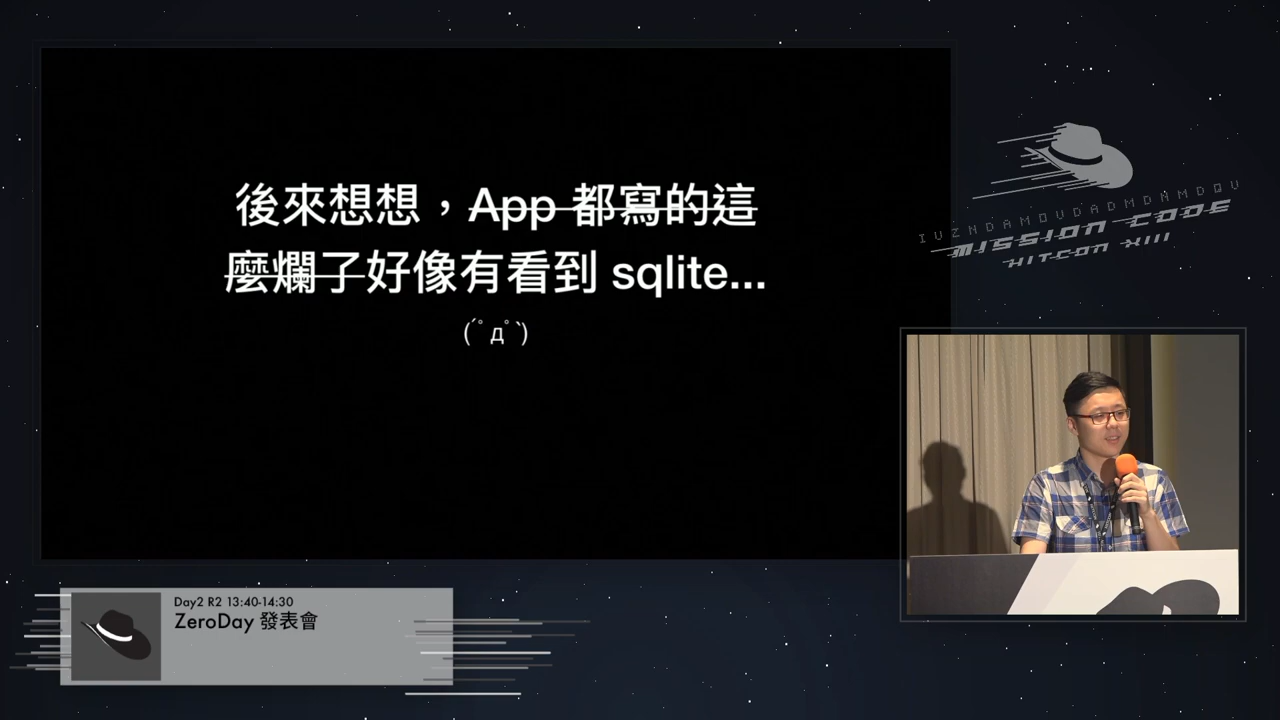 後來想想，App 都寫的這
麼爛了好像有看到 sqlite...
(ﾟдﾟ)
IVZNDAMOVDADMDNMDQV
MISSION CODE
HITCON XIII
Day2 R2 13:40-14:30
ZeroDay 發表會